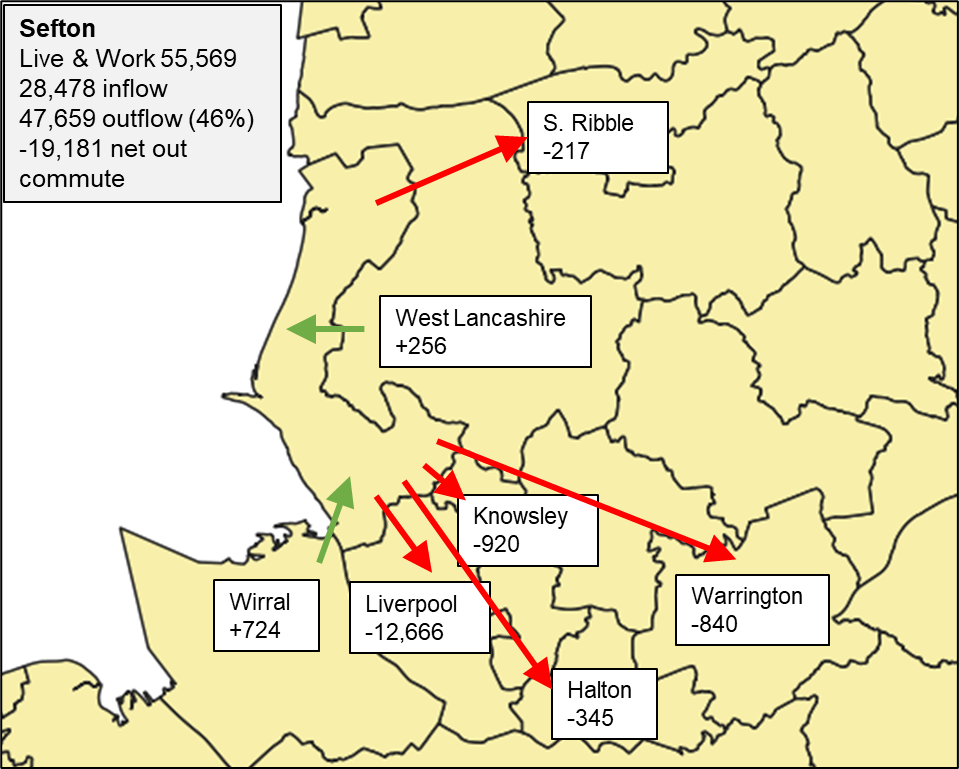 Sefton
Live & Work 55,569
28,478 inflow
47,659 outflow (46%)
-19,181 net out
commute
S. Ribble
-217
West Lancashire
+256
Knowsley
-920
Wirral
+724
Liverpool
-12,666
Warrington
-840
Halton
-345